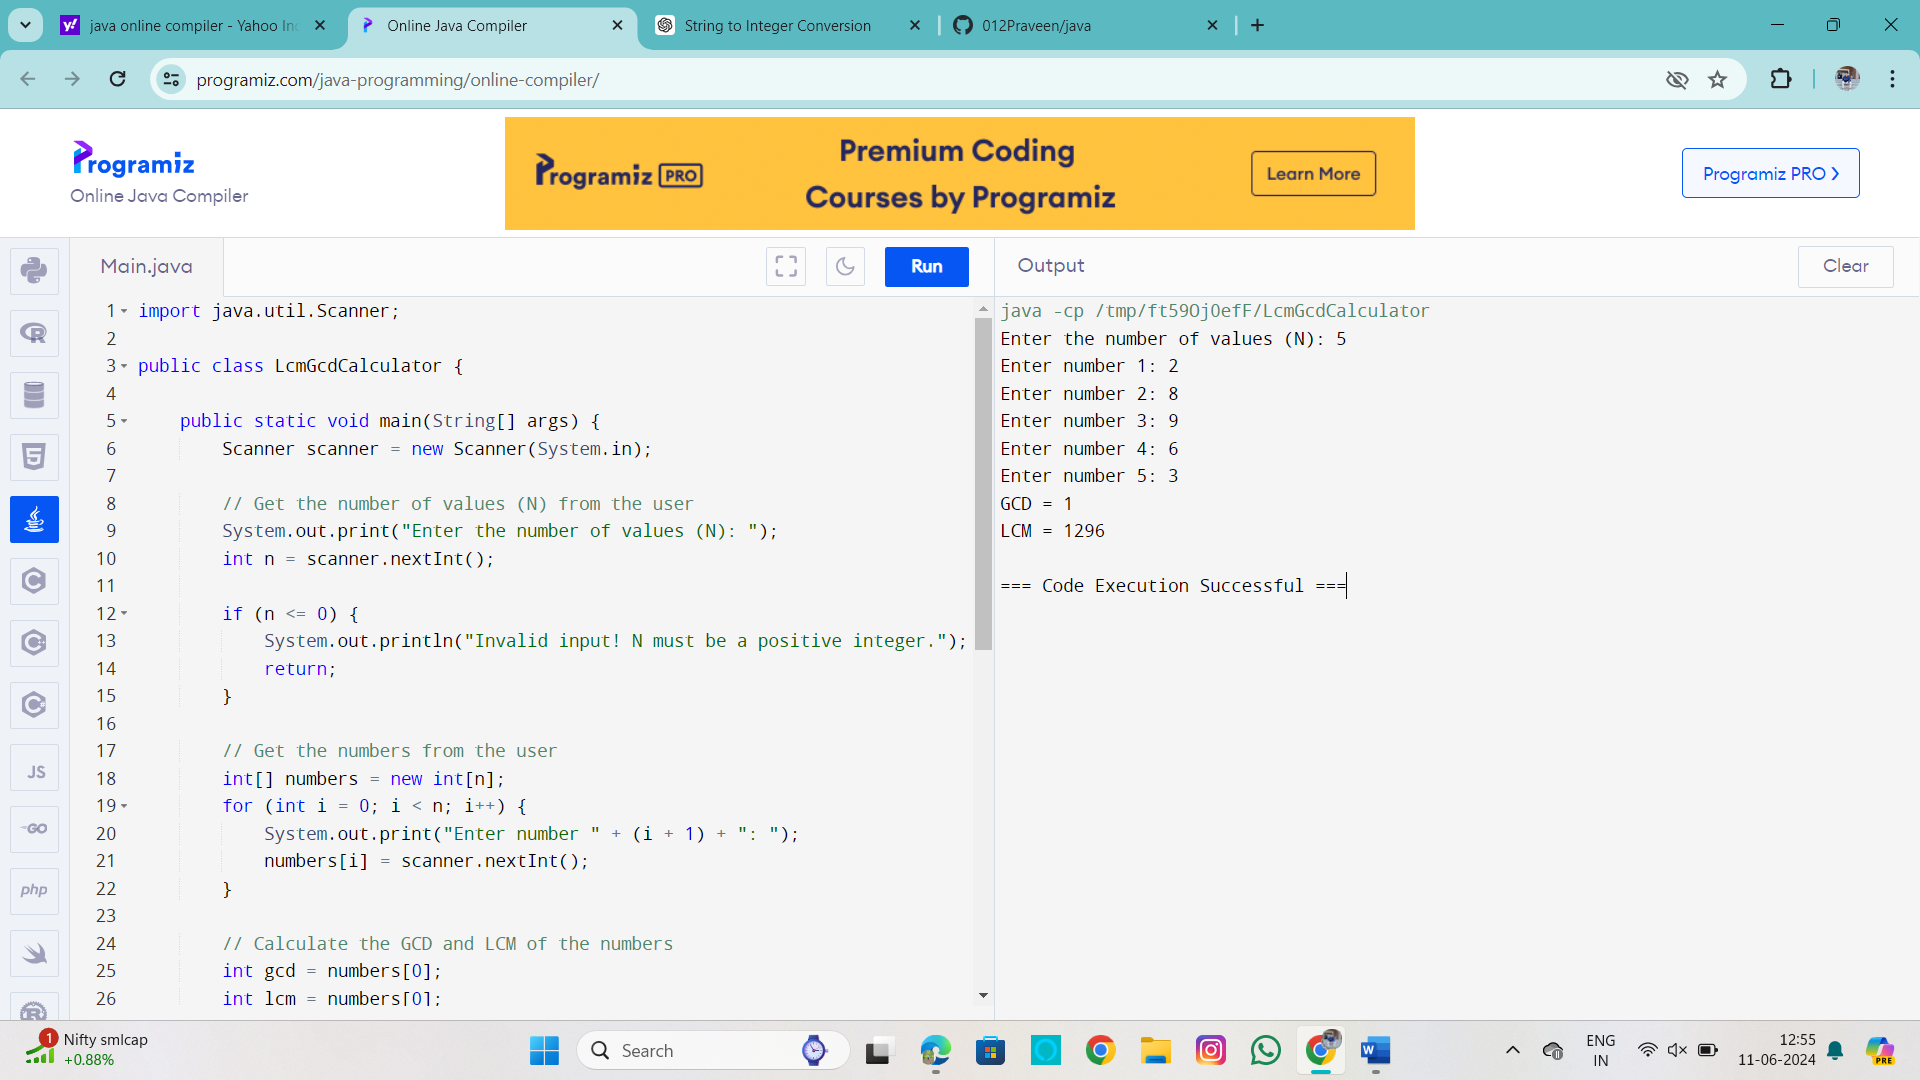 java online compiler - Yahoo In
Online Java Compiler
String to Integer Conversion
012Praveen/java
programiz.com/java-programming/online-compiler/
Programiz
Online Java Compiler
Programiz PRO
Premium Coding
Courses by Programiz
Learn More
Programiz PRO
Main.java
Run
Output
Clear
1 import java.util.Scanner;
2
3 public class LcmGcdCalculator {
4
5 public static void main(String[] args) {
6 Scanner scanner = new Scanner(System.in);
7
8 // Get the number of values (N) from the user
9 System.out.print("Enter the number of values (N): ");
10 int n = scanner.nextInt();
11
12 if (n <= 0) {
13 System.out.println("Invalid input! N must be a positive integer.");
14 return;
15 }
16
17 // Get the numbers from the user
18 int[] numbers = new int[n];
19 for (int i = 0; i < n; i++) {
20 System.out.print("Enter number " + (i + 1) + ": ");
21 numbers[i] = scanner.nextInt();
22 }
23
24 // Calculate the GCD and LCM of the numbers
25 int gcd = numbers[0];
26 int lcm = numbers[0];
java -cp /tmp/ft59Oj0efF/LcmGcdCalculator
Enter the number of values (N): 5
Enter number 1: 2
Enter number 2: 8
Enter number 3: 9
Enter number 4: 6
Enter number 5: 3
GCD = 1
LCM = 1296
=== Code Execution Successful ===
JS
GO
php
1
Nifty smlcap
+0.88%
Search
ENG
IN
12:55
11-06-2024
PRE